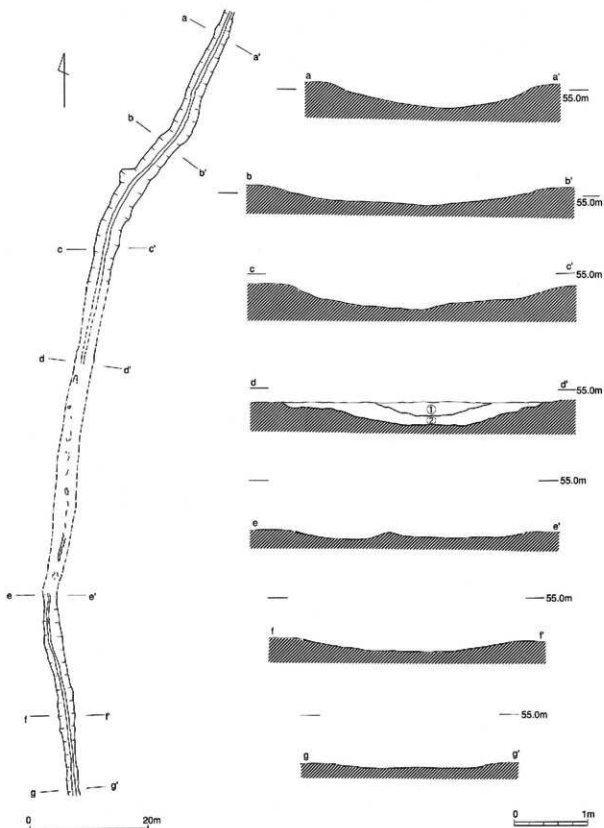 a
a'
b
b'
c
c'
d
d'
e
e'
f
f'
g
g'
0 20m
a a'
55.0m
b b'
55.0m
55.0m
c c'
55.0m
d d'
①
②
55.0m
e e'
55.0m
f f'
55.0m
g g'
0 1m